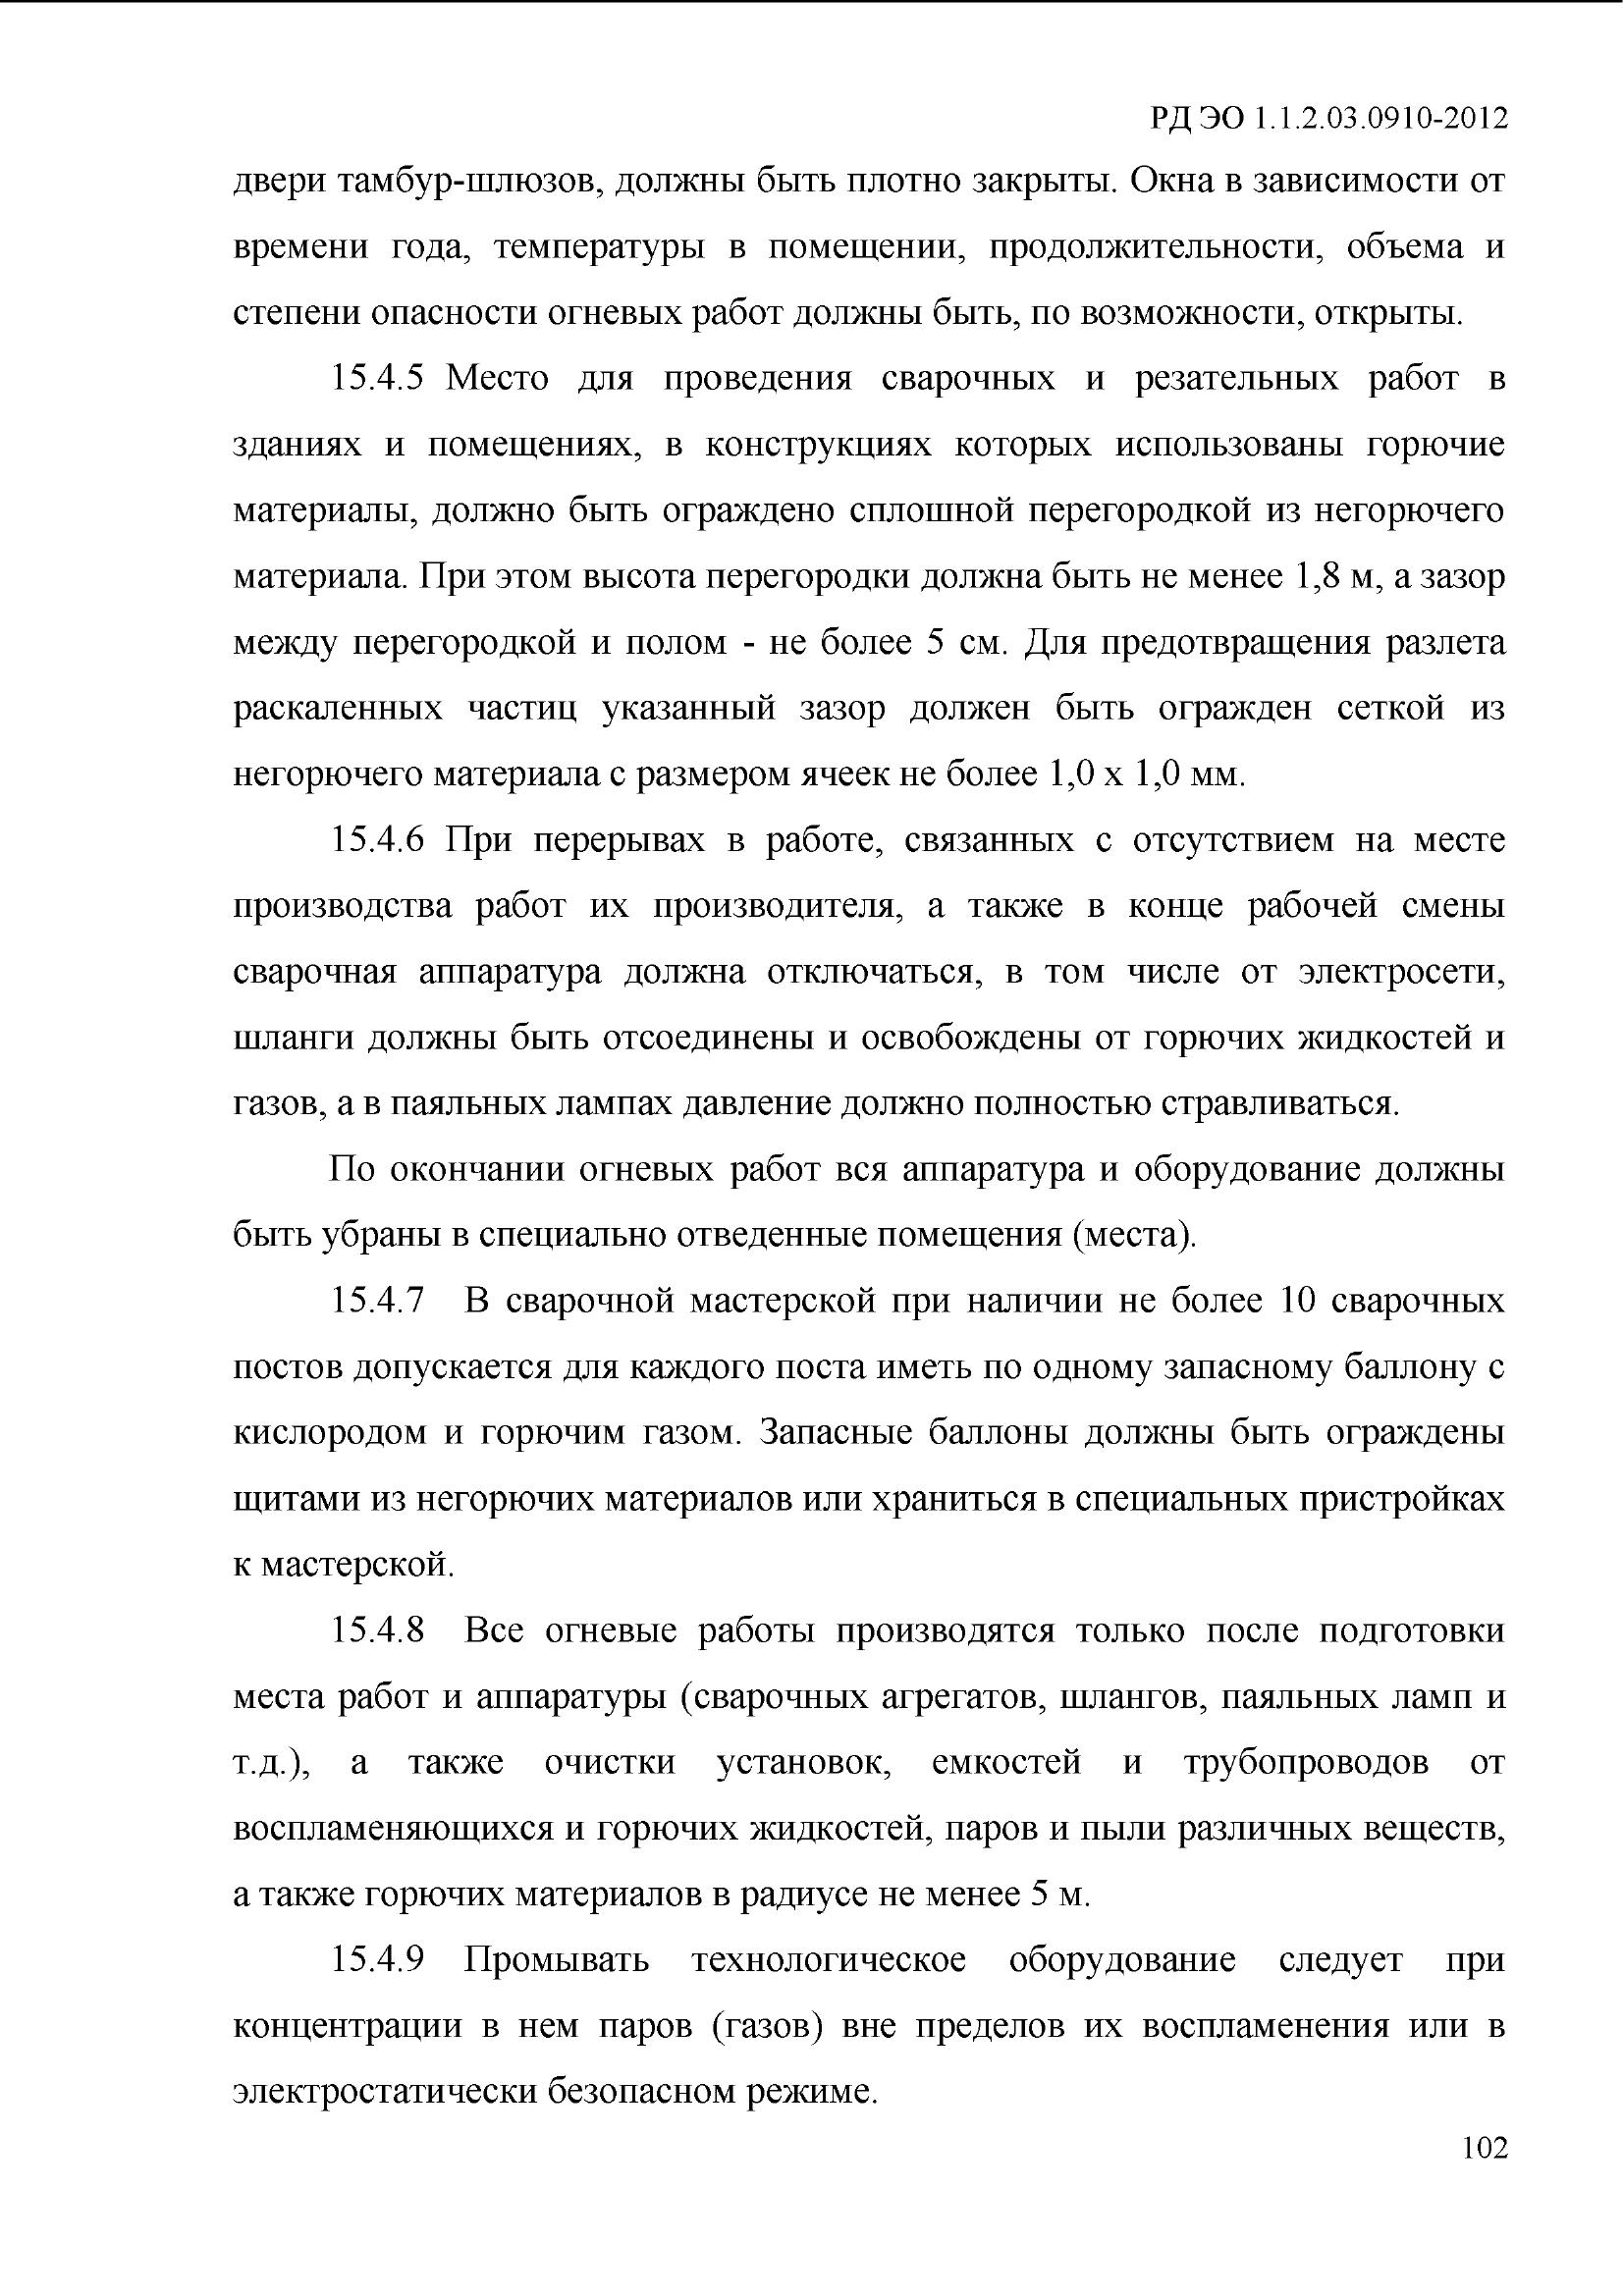 РД ЭО 1.1.2.03.0910-2012
двери тамбур-шлюзов, должны быть плотно закрыты. Окна в зависимости от
времени года, температуры в помещении, продолжительности, объема и
степени опасности огневых работ должны быть, по возможности, открыты.
15.4.5 Место для проведения сварочных и резательных работ в
зданиях и помещениях, в конструкциях которых использованы горючие
материалы, должно быть ограждено сплошной перегородкой из негорючего
материала. При этом высота перегородки должна быть не менее 1,8 м, а зазор
между перегородкой и полом - не более 5 см. Для предотвращения разлета
раскаленных частиц указанный зазор должен быть огражден сеткой из
негорючего материала с размером ячеек не более 1,0 х 1,0 мм.
15.4.6 При перерывах в работе, связанных с отсутствием на месте
производства работ их производителя, а также в конце рабочей смены
сварочная аппаратура должна отключаться, в том числе от электросети,
шланги должны быть отсоединены и освобождены от горючих жидкостей и
газов, а в паяльных лампах давление должно полностью стравливаться.
По окончании огневых работ вся аппаратура и оборудование должны
быть убраны в специально отведенные помещения (места).
15.4.7 В сварочной мастерской при наличии не более 10 сварочных
постов допускается для каждого поста иметь по одному запасному баллону с
кислородом и горючим газом. Запасные баллоны должны быть ограждены
щитами из негорючих материалов или храниться в специальных пристройках
к мастерской.
15.4.8 Все огневые работы производятся только после подготовки
места работ и аппаратуры (сварочных агрегатов, шлангов, паяльных ламп и
т.д.), а также очистки установок, емкостей и трубопроводов от
воспламеняющихся и горючих жидкостей, паров и пыли различных веществ,
а также горючих материалов в радиусе не менее 5 м.
15.4.9 Промывать технологическое оборудование следует при
концентрации в нем паров (газов) вне пределов их воспламенения или в
электростатически безопасном режиме.
102